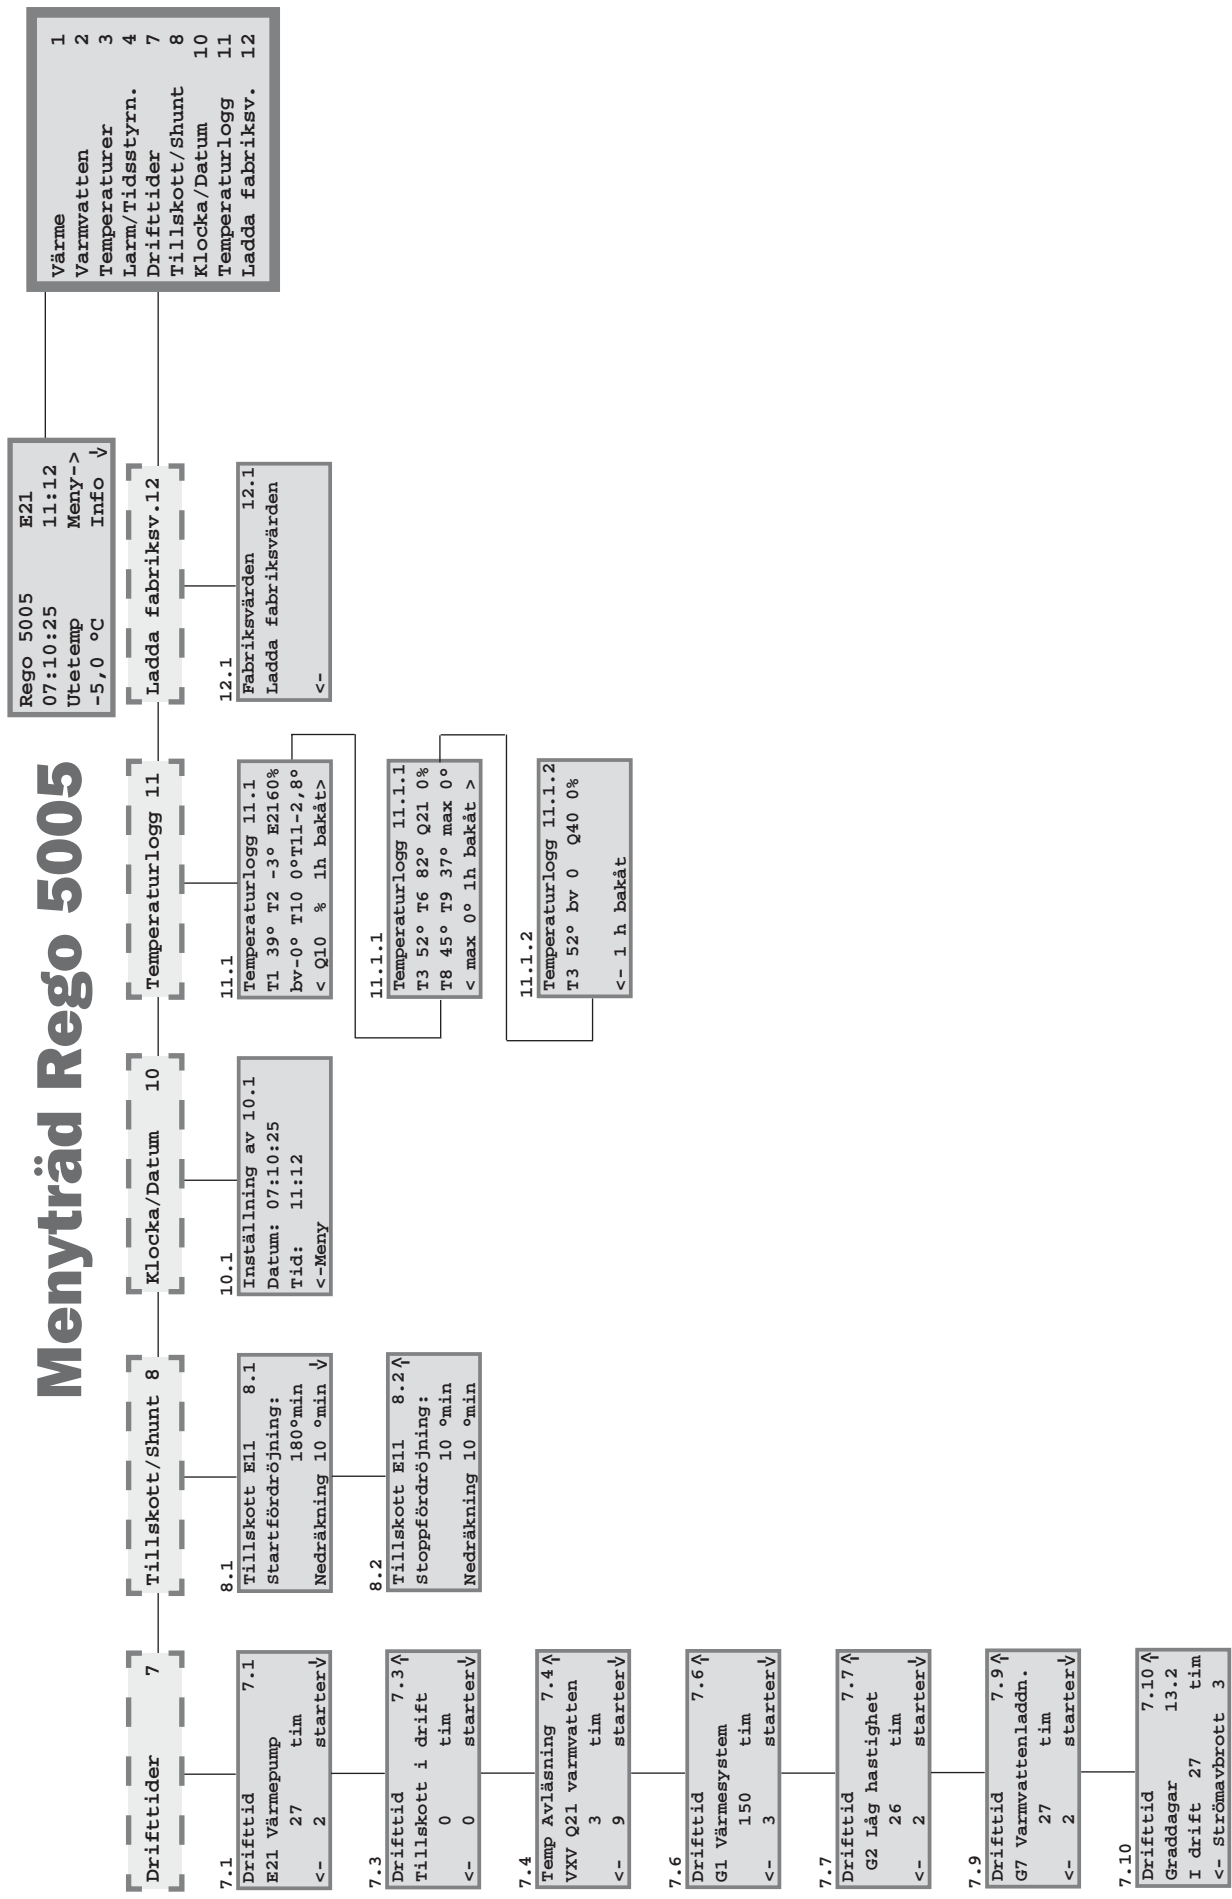 Menyträd Rego 5005
Rego 5005 E21
07:10:25 11:12
Utetemp Meny->
-5,0 °C Info
Värme 1
Varmvatten 2
Temperaturer 3
Larm/Tidsstyrn. 4
Drifttider 7
Tillskott/Shunt 8
Klocka/Datum 10
Temperaturlogg 11
Ladda fabriksv. 12
Drifttider 7
7.1
Drifttid 7.1
E21 Värmepump
27 tim
<- 2 starter
7.3
Drifttid 7.3
Tillskott i drift
0 tim
<- 0 starter
7.4
Temp Avläsning 7.4
VXV Q21 varmvatten
3 tim
<- 9 starter
7.6
Drifttid 7.6
G1 Värmesystem
150 tim
<- 3 starter
7.7
Drifttid 7.7
G2 Låg hastighet
26 tim
<- 2 starter
7.9
Drifttid 7.9
G7 Varmvattenladdn.
27 tim
<- 2 starter
7.10
Drifttid 7.10
Graddagar 13.2
I drift 27 tim
<- Strömavbrott 3
Tillskott/Shunt 8
8.1
Tillskott E11 8.1
Startfördröjning:
180°min
Nedräkning 10 °min
8.2
Tillskott E11 8.2
Stoppfördröjning:
10 °min
Nedräkning 10 °min
Klocka/Datum 10
10.1
Inställning av 10.1
Datum: 07:10:25
Tid: 11:12
<-Meny
Temperaturlogg 11
11.1
Temperaturlogg 11.1
T1 39° T2 -3° E2160%
bv-0° T10 0°T11-2,8°
< Q10 % 1h bakåt>
11.1.1
Temperaturlogg 11.1.1
T3 52° T6 82° Q21 0%
T8 45° T9 37° max 0°
< max 0° 1h bakåt >
11.1.2
Temperaturlogg 11.1.2
T3 52° bv 0 Q40 0%
<- 1 h bakåt
Ladda fabriksv.12
12.1
Fabriksvärden 12.1
Ladda fabriksvärden
<-